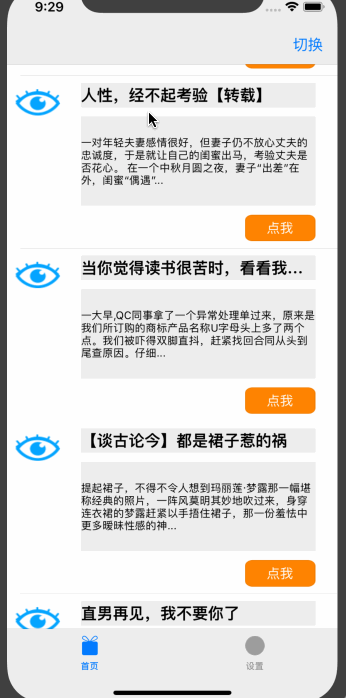 9:29
切换
人性，经不起考验【转载】
一对年轻夫妻感情很好，但妻子仍不放心丈夫的
忠诚度，于是就让自己的闺蜜出马，考验丈夫是
否花心。 在一个中秋月圆之夜，妻子“出差”在
外，闺蜜“偶遇”...
点我
当你觉得读书很苦时，看看我...
一大早,QC同事拿了一个异常处理单过来，原来是
我们所订购的商标产品名称U字母头上多了两个
点。我们被吓得双脚直抖，赶紧找回合同从头到
尾查原因。仔细...
点我
【谈古论今】都是裙子惹的祸
提起裙子，不得不令人想到玛丽莲·梦露那一幅堪
称经典的照片，一阵风莫明其妙地吹过来，身穿
连衣裙的梦露赶紧以手捂住裙子，那一份羞怯中
更多暧昧性感的神...
点我
直男再见，我不要你了
首页
设置